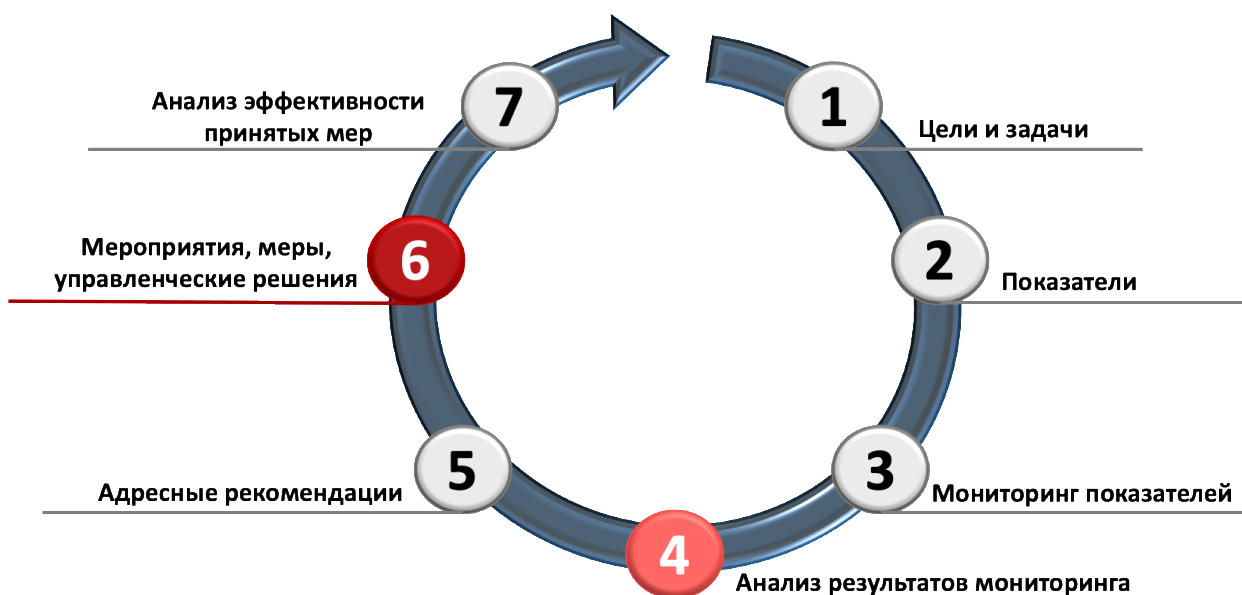 1
Цели и задачи
2
Показатели
3
Мониторинг показателей
4
Анализ результатов мониторинга
5
Адресные рекомендации
6
Мероприятия, меры,
управленческие решения
7
Анализ эффективности
принятых мер